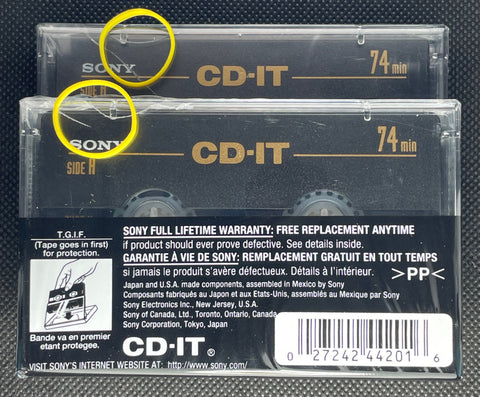 SONY
CD-IT
74 min
SONY
CD-IT
74 min
SIDE A
T.G.I.F.
(Tape goes in first)
for protection.
Bande va en premier
etant protegee.
SONY FULL LIFETIME WARRANTY: FREE REPLACEMENT ANYTIME
if product should ever prove defective. See details inside.
GARANTIE À VIE DE SONY: REMPLACEMENT GRATUIT EN TOUT TEMPS
si jamais le produit s'avère défectueux. Détails à l'intérieur.
>PP<
Japan and U.S.A. made components, assembled in Mexico by Sony
Composants fabriqués au Japon et aux Etats-Unis, assemblés au Mexique par Sony
Sony Electronics Inc., New Jersey, U.S.A.
Sony of Canada, Ltd., Toronto, Ontario, Canada
Sony Corporation, Tokyo, Japan
CD-IT®
VISIT SONY'S INTERNET WEBSITE AT: http://www.sony.com/
0 27242 44201 6